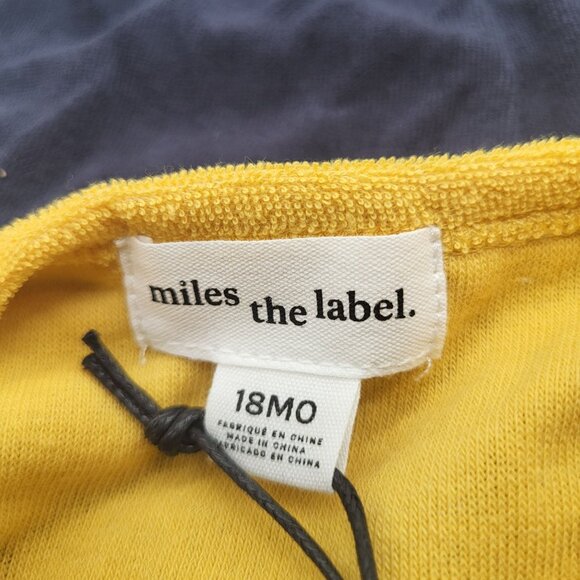 miles the label.
18MO
FABRIQUÉ EN CHINE
MADE IN CHINA
FABRICADO EN CHINA